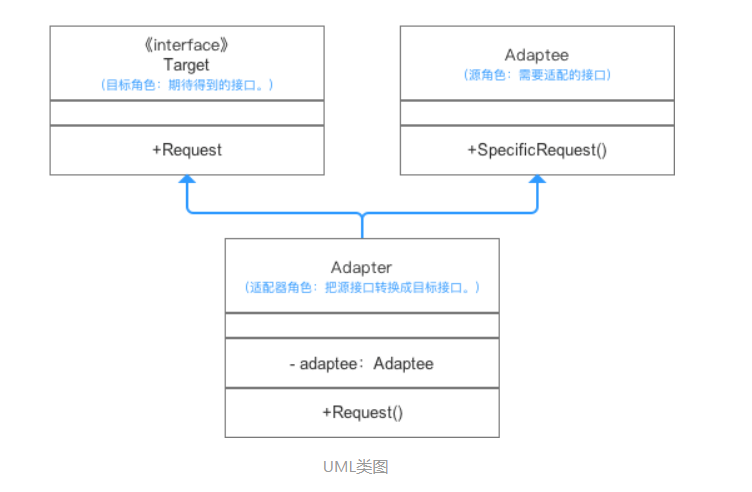 《interface》
Target
(目标角色：期待得到的接口。)
+Request
Adaptee
(源角色：需要适配的接口)
+SpecificRequest()
Adapter
(适配器角色：把源接口转换成目标接口。)
- adaptee：Adaptee
+Request()
UML类图